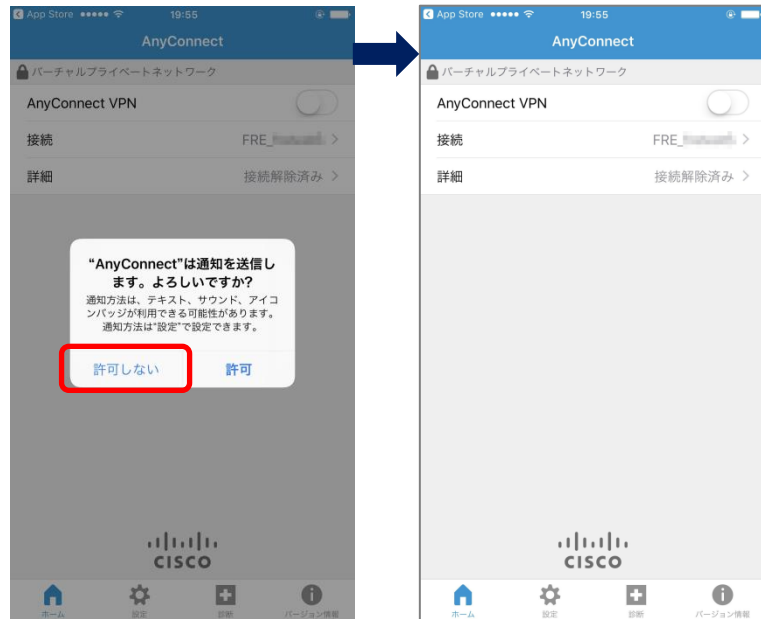 App Store 19:55
AnyConnect
バーチャルプライベートネットワーク
AnyConnect VPN
接続 FRE_
詳細 接続解除済み
“AnyConnect”は通知を送信し
ます。よろしいですか?
通知方法は、テキスト、サウンド、アイコ
ンバッジが利用できる可能性があります。
通知方法は“設定”で設定できます。
許可しない 許可
CISCO
ホーム 設定 診断 バージョン情報
App Store 19:55
AnyConnect
バーチャルプライベートネットワーク
AnyConnect VPN
接続 FRE_
詳細 接続解除済み
CISCO
ホーム 設定 診断 バージョン情報